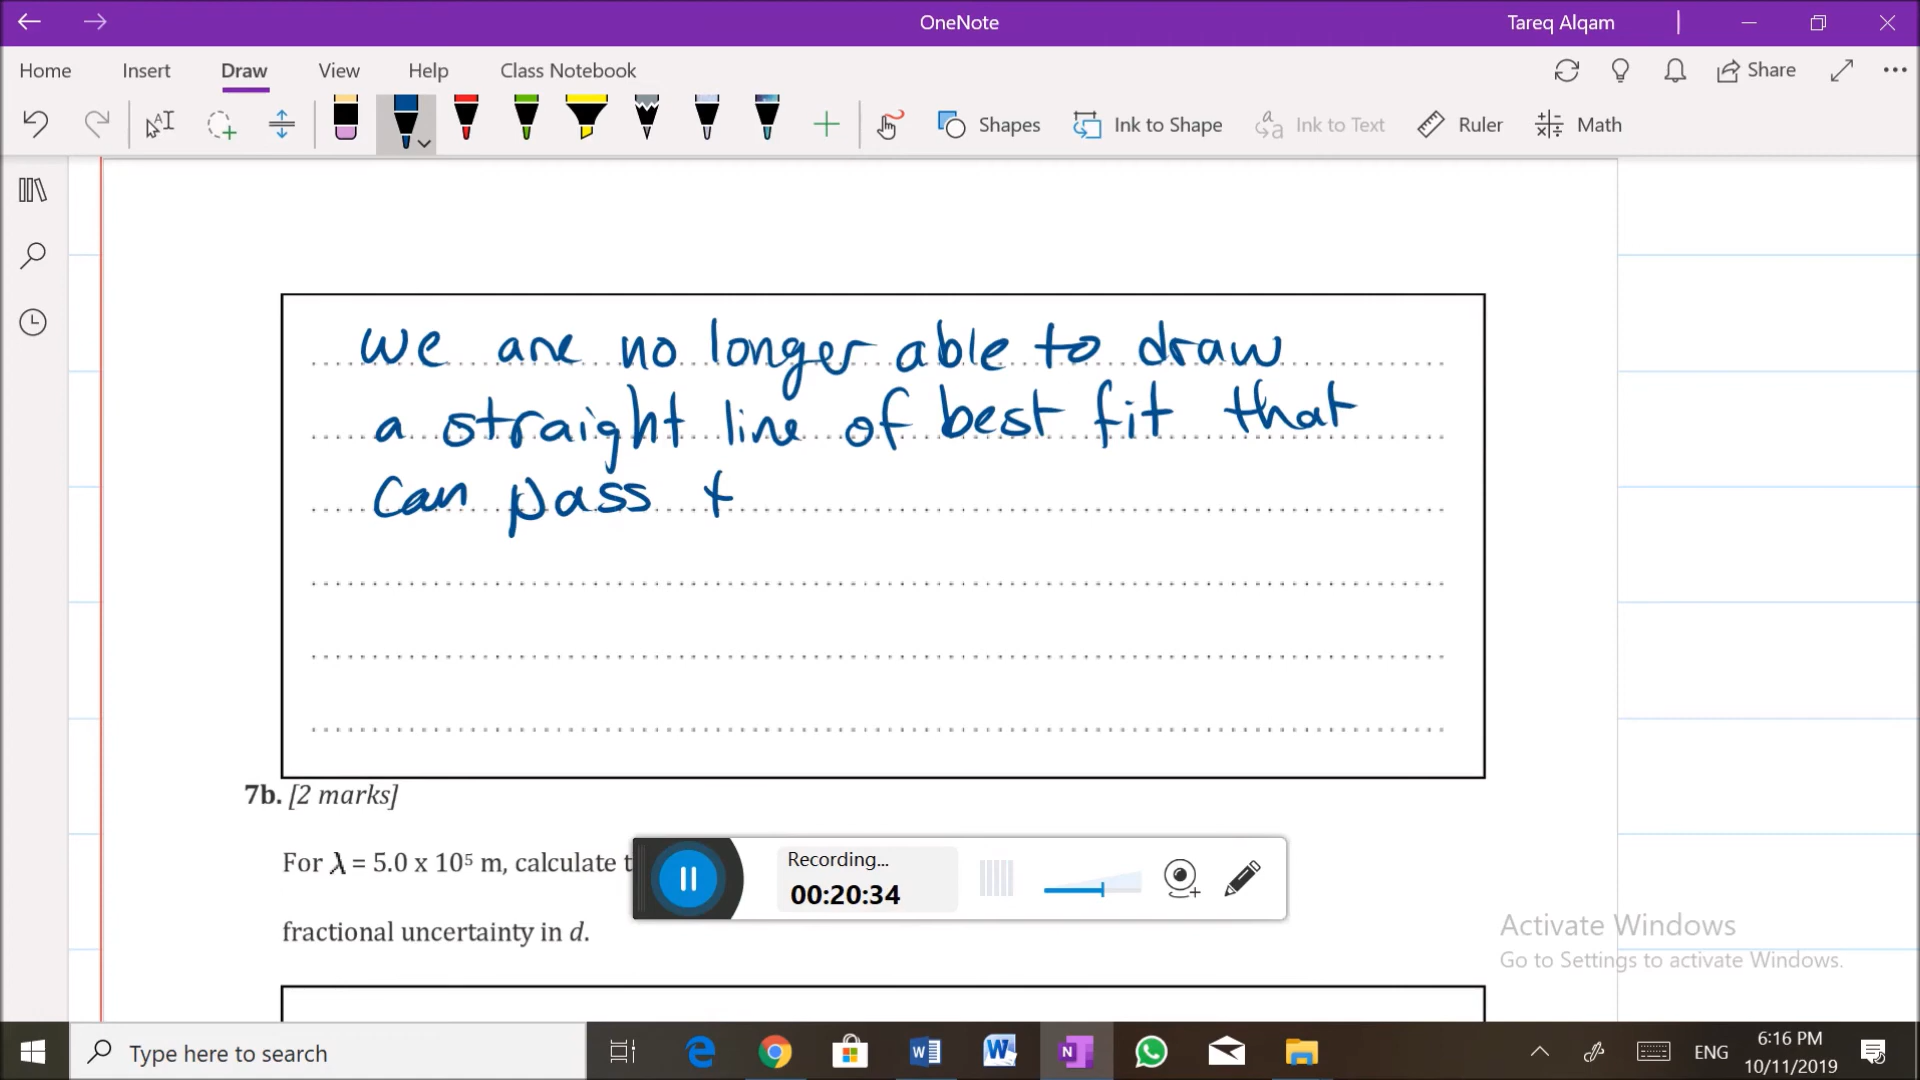 OneNote
Tareq Alqam
Home Insert Draw View Help Class Notebook
Share
Shapes Ink to Shape Ink to Text Ruler Math
we are no longer able to draw
a straight line of best fit that
can pass t
7b. [2 marks]
For λ = 5.0 x 10⁵ m, calculate t
fractional uncertainty in d.
Recording...
00:20:34
Activate Windows
Go to Settings to activate Windows.
Type here to search
ENG
6:16 PM
10/11/2019